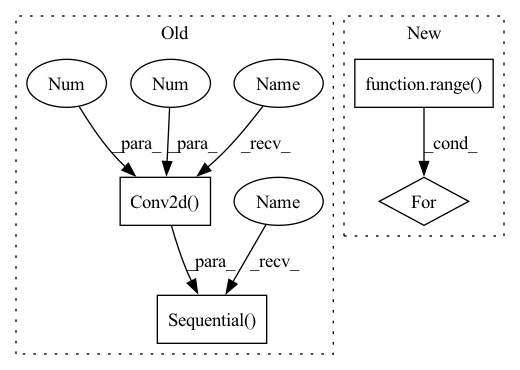 Old
New
Num
Num
Name
function.range()
_para_
_para_
_recv_
_cond_
Conv2d()
Name
For
_para_
_recv_
Sequential()